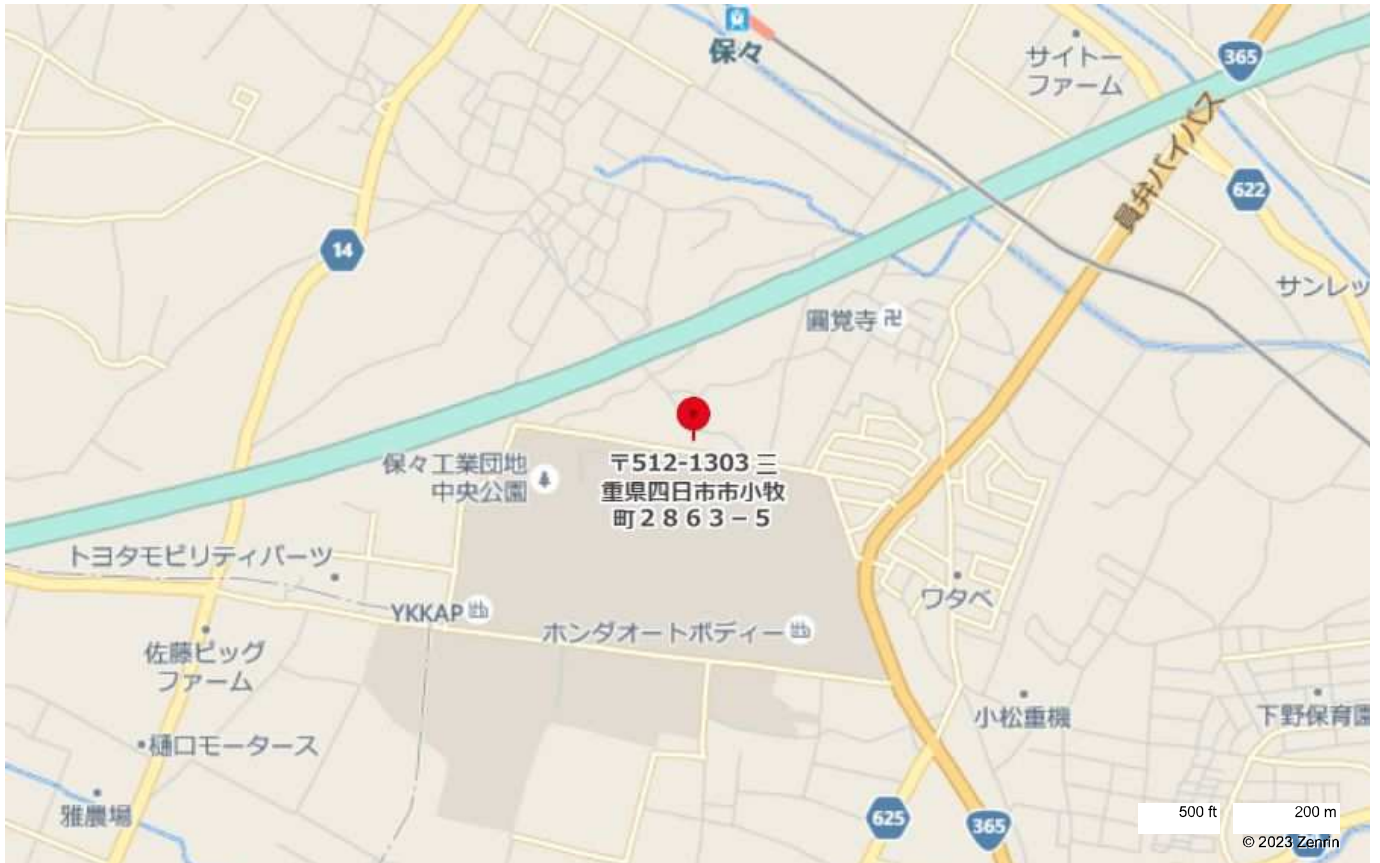 保々
サイトー
ファーム
365
員弁バイパス
622
14
サンレッ
圓覚寺
保々工業団地
中央公園
〒512-1303 三
重県四日市市小牧
町2863-5
トヨタモビリティパーツ
YKKAP
ホンダオートボディー
ワタベ
佐藤ビッグ
ファーム
小松重機
下野保育園
樋口モータース
雅農場
625
365
500 ft
200 m
© 2023 Zenrin